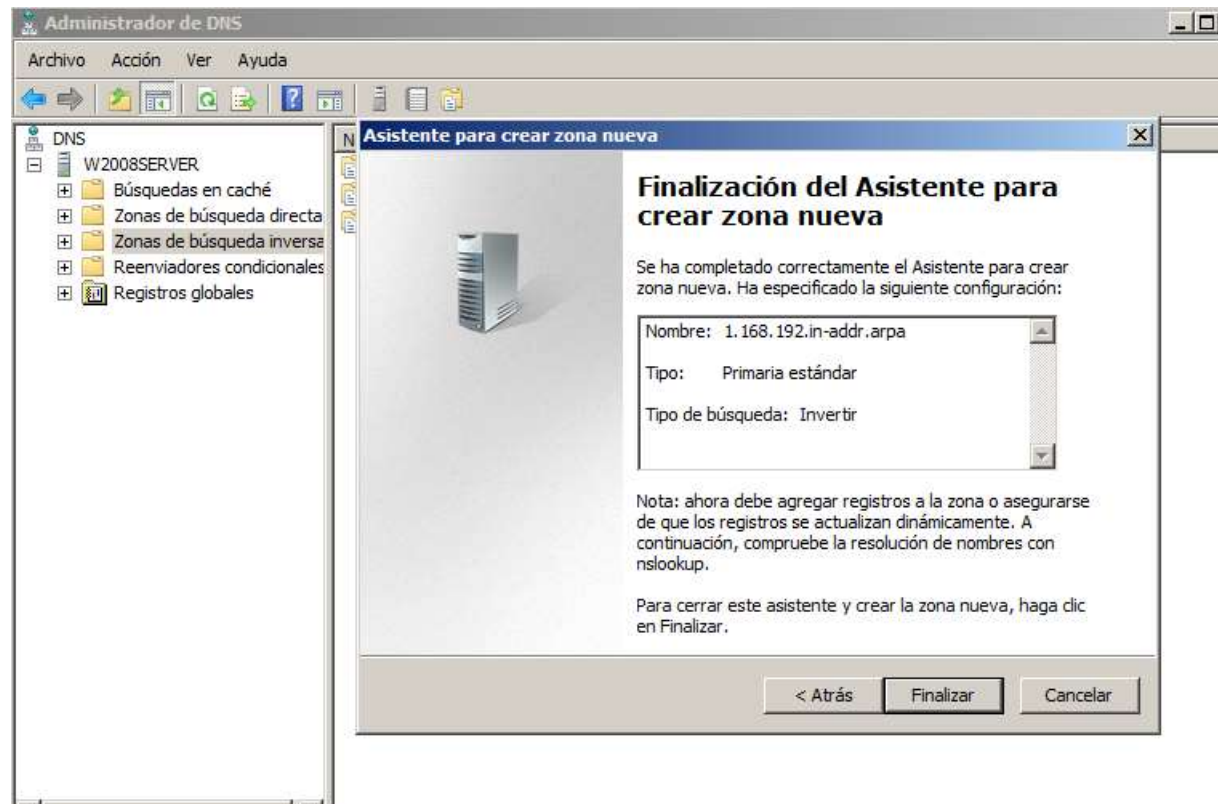 Administrador de DNS
Archivo Acción Ver Ayuda
DNS
W2008SERVER
Búsquedas en caché
Zonas de búsqueda directa
Zonas de búsqueda inversa
Reenviadores condicionales
Registros globales
N
Asistente para crear zona nueva
Finalización del Asistente para
crear zona nueva
Se ha completado correctamente el Asistente para crear
zona nueva. Ha especificado la siguiente configuración:
Nombre: 1.168.192.in-addr.arpa
Tipo: Primaria estándar
Tipo de búsqueda: Invertir
Nota: ahora debe agregar registros a la zona o asegurarse
de que los registros se actualizan dinámicamente. A
continuación, compruebe la resolución de nombres con
nslookup.
Para cerrar este asistente y crear la zona nueva, haga clic
en Finalizar.
< Atrás Finalizar Cancelar